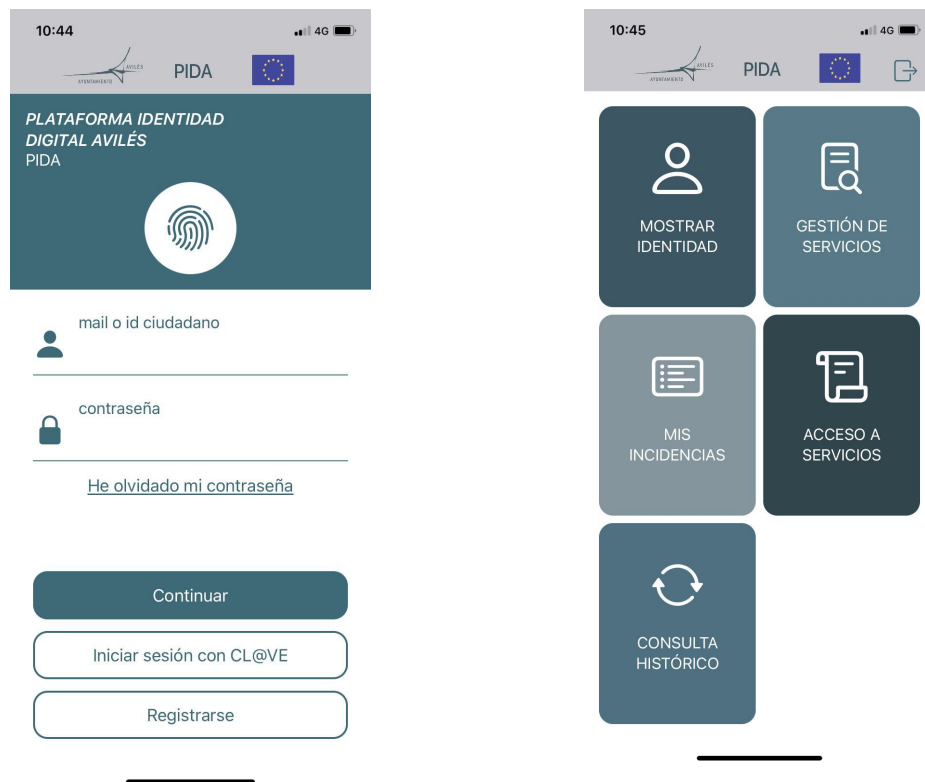 10:44
4G
AYUNTAMIENTO
AVILÉS
PIDA
PLATAFORMA IDENTIDAD
DIGITAL AVILÉS
PIDA
mail o id ciudadano
contraseña
He olvidado mi contraseña
Continuar
Iniciar sesión con CL@VE
Registrarse
10:45
4G
AYUNTAMIENTO
AVILÉS
PIDA
MOSTRAR
IDENTIDAD
GESTIÓN DE
SERVICIOS
MIS
INCIDENCIAS
ACCESO A
SERVICIOS
CONSULTA
HISTÓRICO